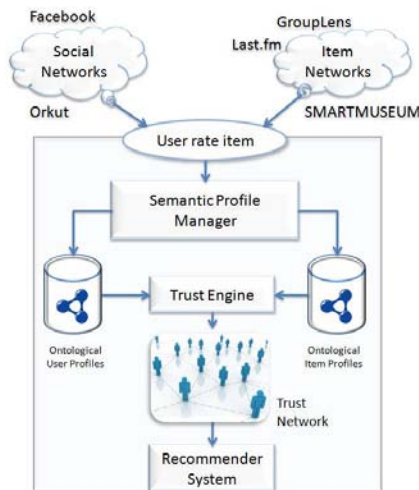 Facebook
GroupLens
Social
Networks
Last.fm
Item
Networks
Orkut
SMARTMUSEUM
User rate item
Semantic Profile
Manager
Trust Engine
Ontological
User Profiles
Ontological
Item Profiles
Trust
Network
Recommender
System